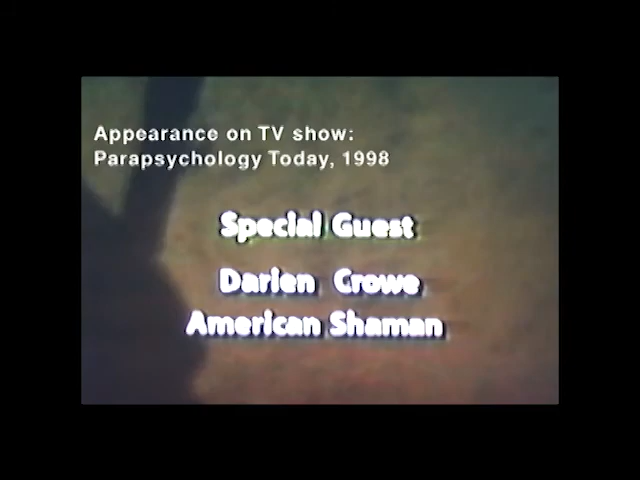 Appearance on TV show:
Parapsychology Today, 1998
Special Guest
Darien Crowe
American Shaman